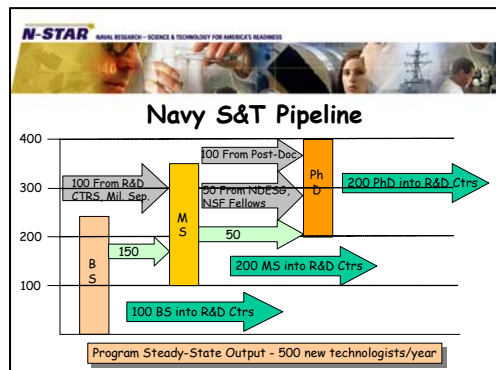 N-STAR NAVAL RESEARCH – SCIENCE & TECHNOLOGY FOR AMERICA'S READINESS
Navy S&T Pipeline
400
300
200
100
100 From Post-Doc
Ph
D
100 From R&D
CTRS, Mil. Sep.
M
S
50 From NDESG,
NSF Fellows
200 PhD into R&D Ctrs
B
S
150
50
200 MS into R&D Ctrs
100 BS into R&D Ctrs
Program Steady-State Output - 500 new technologists/year